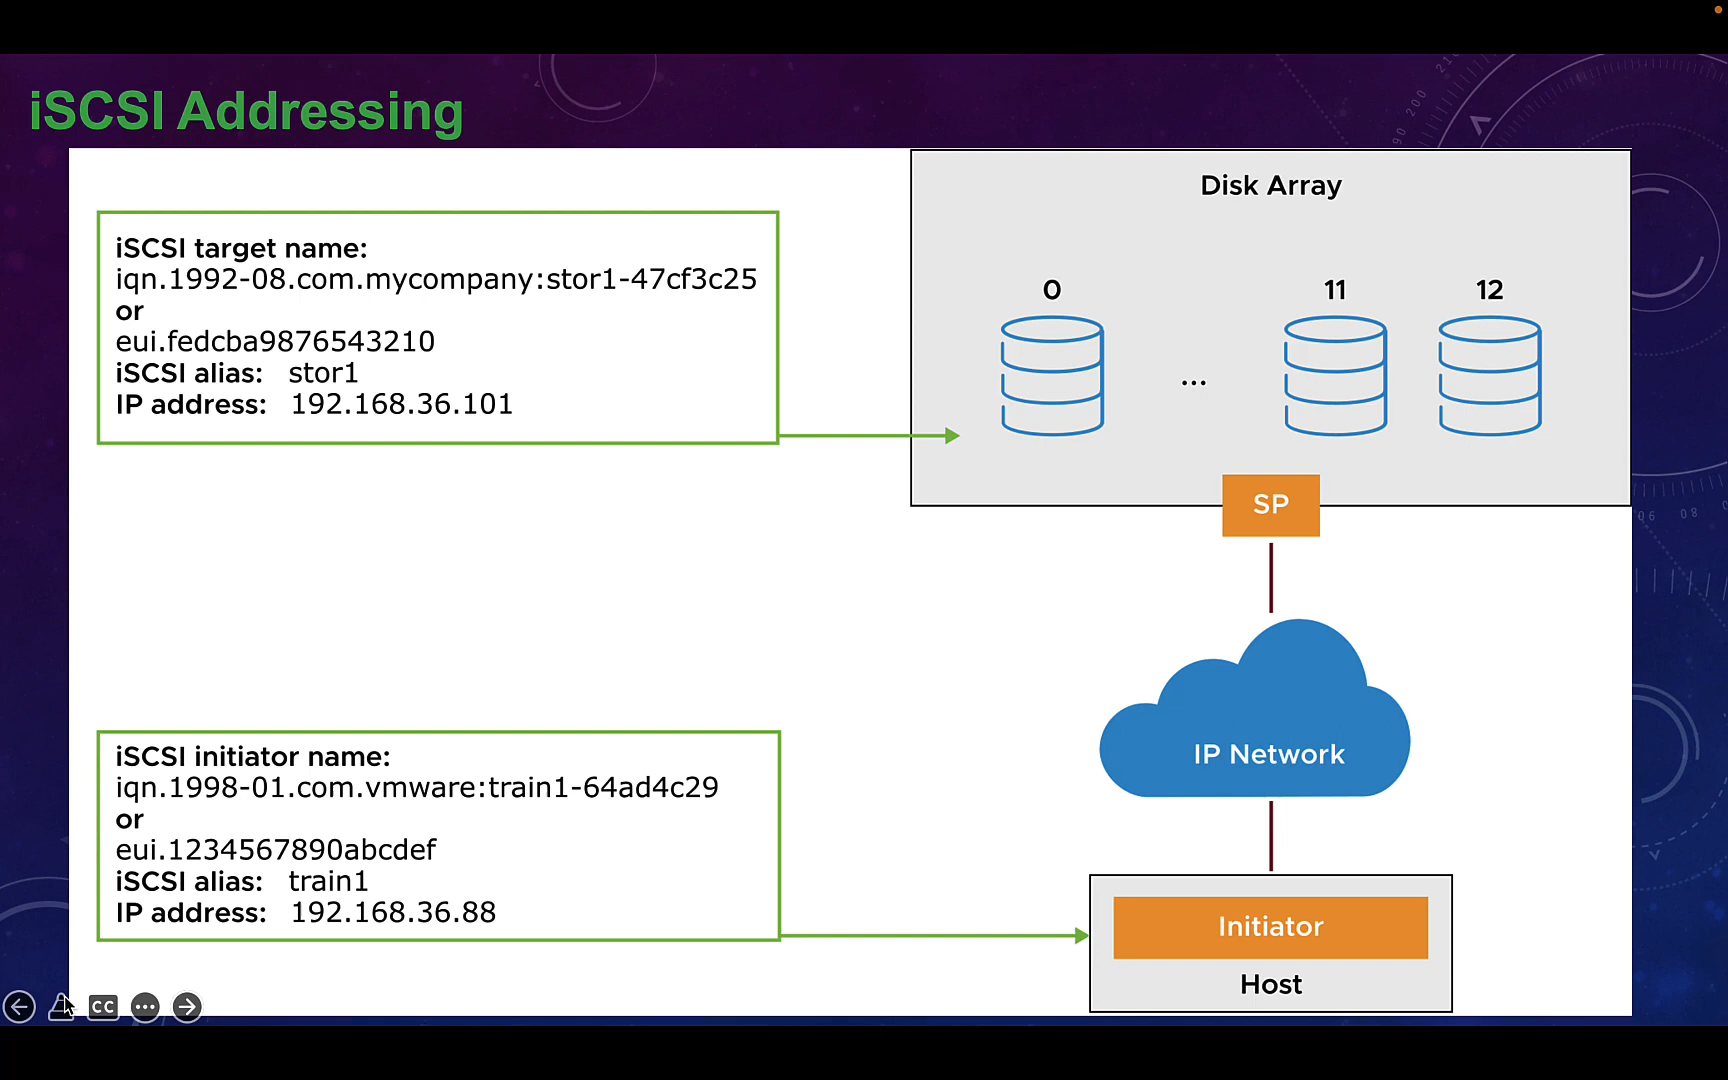 iSCSI Addressing
Disk Array
iSCSI target name:
iqn.1992-08.com.mycompany:stor1-47cf3c25
or
eui.fedcba9876543210
iSCSI alias: stor1
IP address: 192.168.36.101
0
...
11
12
SP
IP Network
iSCSI initiator name:
iqn.1998-01.com.vmware:train1-64ad4c29
or
eui.1234567890abcdef
iSCSI alias: train1
IP address: 192.168.36.88
Initiator
Host
CC